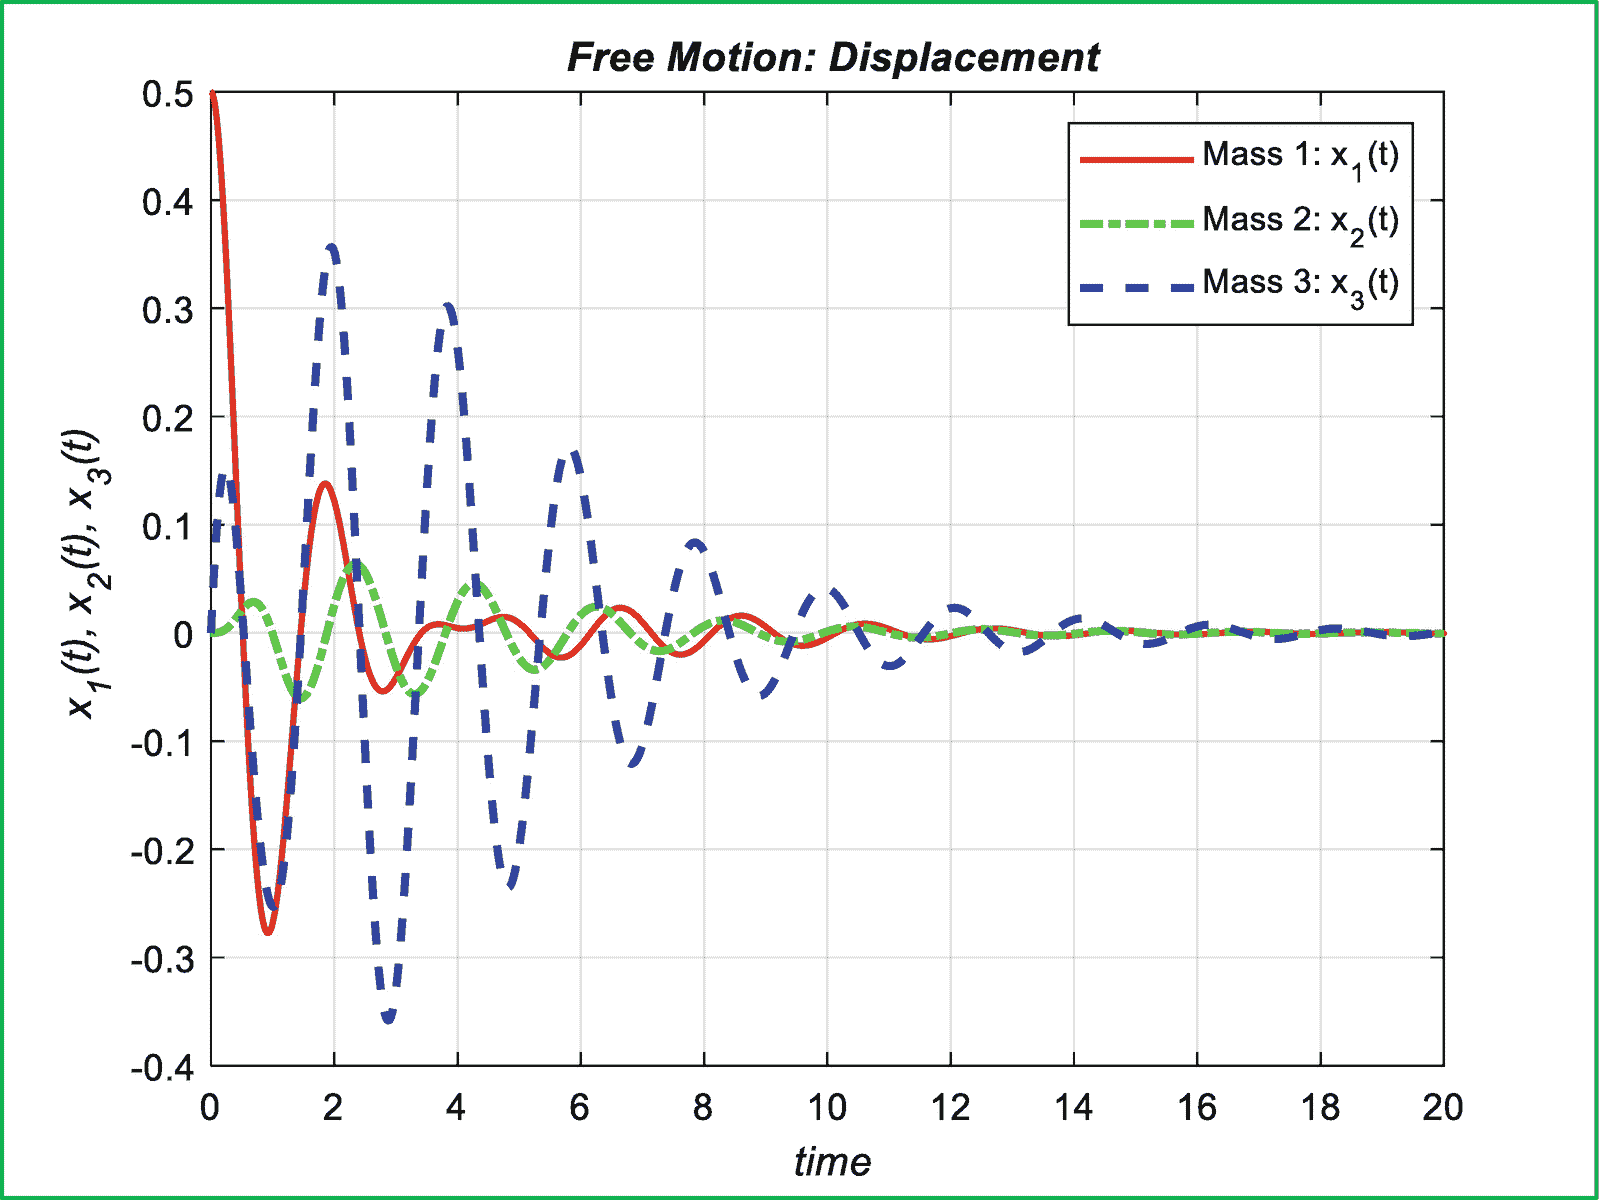 Free Motion: Displacement
0.5
0.4
0.3
0.2
0.1
0
-0.1
-0.2
-0.3
-0.4
x1(t), x2(t), x3(t)
Mass 1: x1(t)
Mass 2: x2(t)
Mass 3: x3(t)
0 2 4 6 8 10 12 14 16 18 20
time